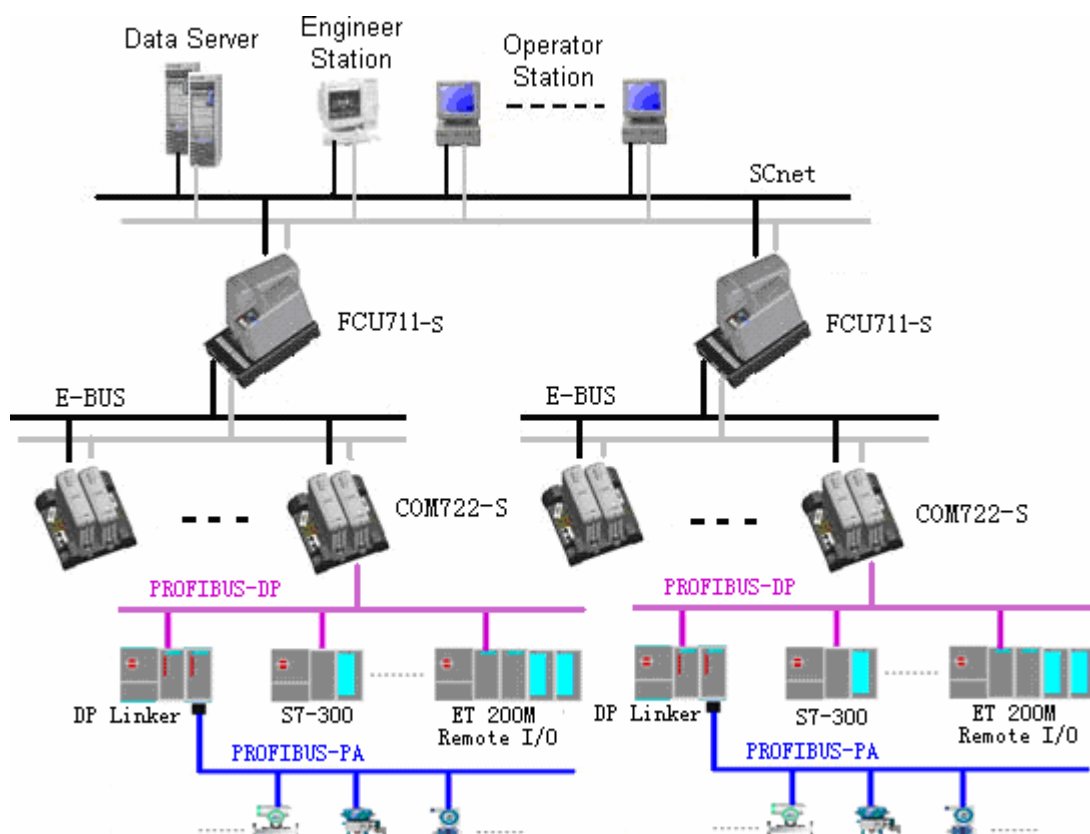 Data Server
Engineer
Station
Operator
Station
SCnet
FCU711-S
FCU711-S
E-BUS
E-BUS
COM722-S
COM722-S
PROFIBUS-DP
PROFIBUS-DP
DP Linker
S7-300
ET 200M
Remote I/O
DP Linker
S7-300
ET 200M
Remote I/O
PROFIBUS-PA
PROFIBUS-PA